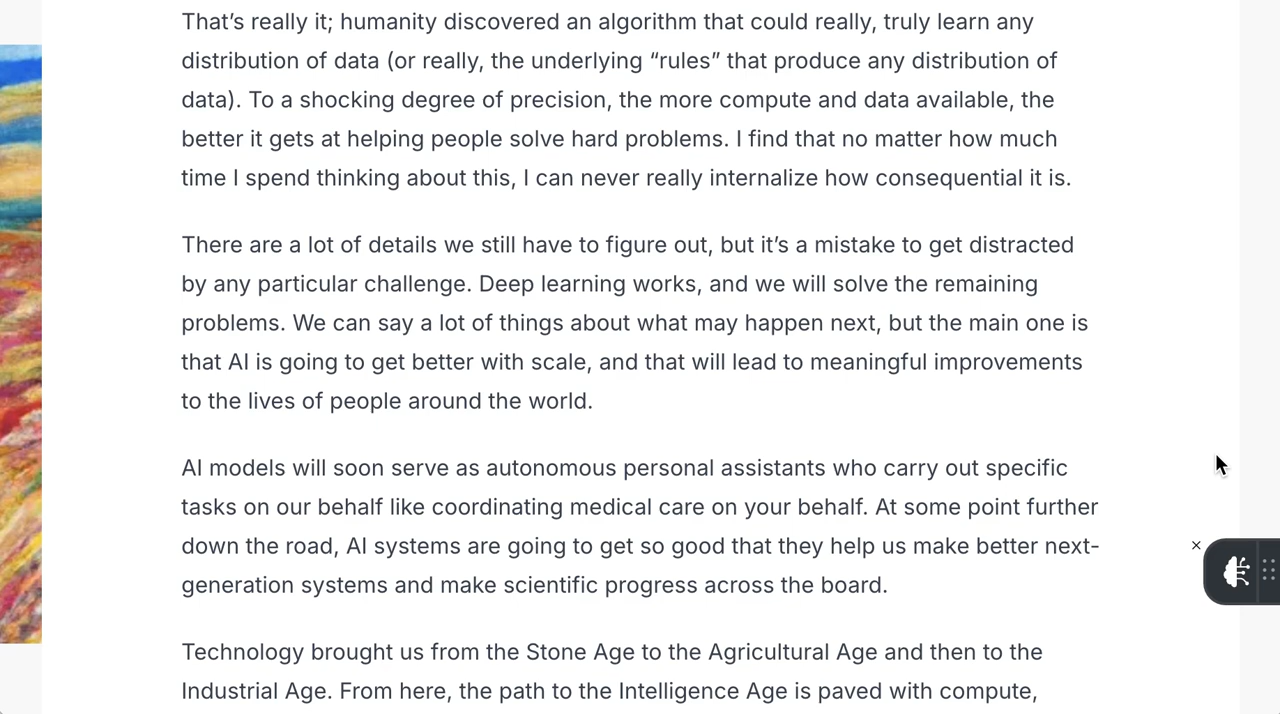 That’s really it; humanity discovered an algorithm that could really, truly learn any
distribution of data (or really, the underlying “rules” that produce any distribution of
data). To a shocking degree of precision, the more compute and data available, the
better it gets at helping people solve hard problems. I find that no matter how much
time I spend thinking about this, I can never really internalize how consequential it is.
There are a lot of details we still have to figure out, but it’s a mistake to get distracted
by any particular challenge. Deep learning works, and we will solve the remaining
problems. We can say a lot of things about what may happen next, but the main one is
that AI is going to get better with scale, and that will lead to meaningful improvements
to the lives of people around the world.
AI models will soon serve as autonomous personal assistants who carry out specific
tasks on our behalf like coordinating medical care on your behalf. At some point further
down the road, AI systems are going to get so good that they help us make better next-
generation systems and make scientific progress across the board.
Technology brought us from the Stone Age to the Agricultural Age and then to the
Industrial Age. From here, the path to the Intelligence Age is paved with compute,